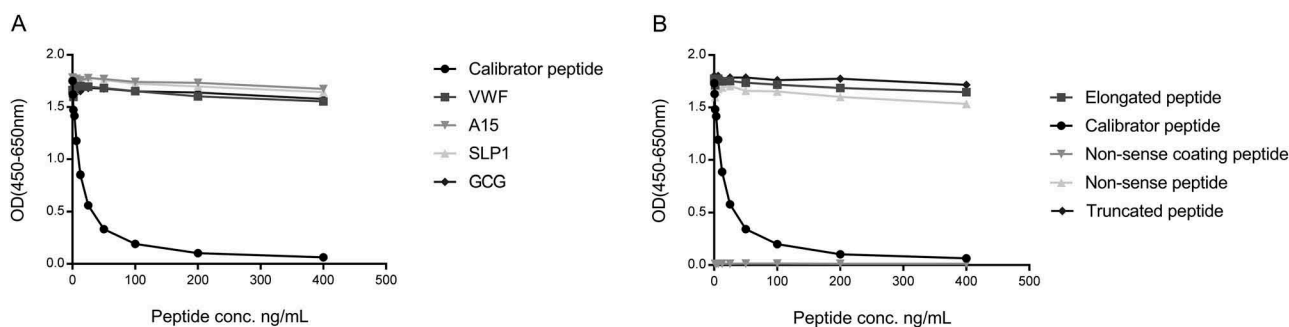 A
OD(450-650nm)
2.0
1.5
1.0
0.5
0.0
0 100 200 300 400 500
Peptide conc. ng/mL
Calibrator peptide
VWF
A15
SLP1
GCG
B
OD(450-650nm)
2.0
1.5
1.0
0.5
0.0
0 100 200 300 400 500
Peptide conc. ng/mL
Elongated peptide
Calibrator peptide
Non-sense coating peptide
Non-sense peptide
Truncated peptide